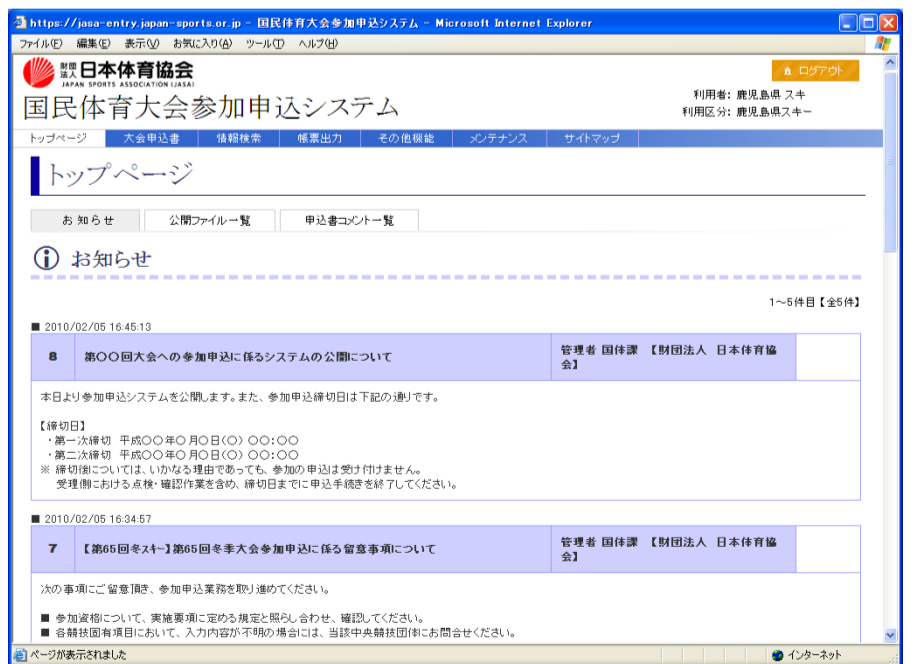 https://jasa-entry.japan-sports.or.jp - 国民体育大会参加申込システム - Microsoft Internet Explorer
ファイル(F) 編集(E) 表示(V) お気に入り(A) ツール(T) ヘルプ(H)
財団法人 日本体育協会
JAPAN SPORTS ASSOCIATION (JASA)
ログアウト
国民体育大会参加申込システム
利用者: 鹿児島県 スキ
利用区分: 鹿児島県スキー
トップページ 大会申込書 情報検索 帳票出力 その他機能 メンテナンス サイトマップ
トップページ
お知らせ 公開ファイル一覧 申込書コメント一覧
お知らせ
1～5件目【全5件】
■ 2010/02/05 16:45:13
8 第〇〇回大会への参加申込に係るシステムの公開について 管理者 国体課 【財団法人 日本体育協
会】
本日より参加申込システムを公開します。また、参加申込締切日は下記の通りです。
【締切日】
・第一次締切 平成〇〇年〇月〇日(〇) 〇〇:〇〇
・第二次締切 平成〇〇年〇月〇日(〇) 〇〇:〇〇
※ 締切後については、いかなる理由であっても、参加の申込は受け付けません。
受理側における点検・確認作業を含め、締切日までに申込手続きを終了してください。
■ 2010/02/05 16:34:57
7 【第65回冬スキー】第65回冬季大会参加申込に係る留意事項について 管理者 国体課 【財団法人 日本体育協
会】
次の事項にご留意頂き、参加申込業務を取り進めてください。
■ 参加資格について、実施要項に定める規定と照らし合わせ、確認してください。
■ 各競技固有項目において、入力内容が不明の場合には、当該中央競技団体にお問合せください。
ページが表示されました
インターネット